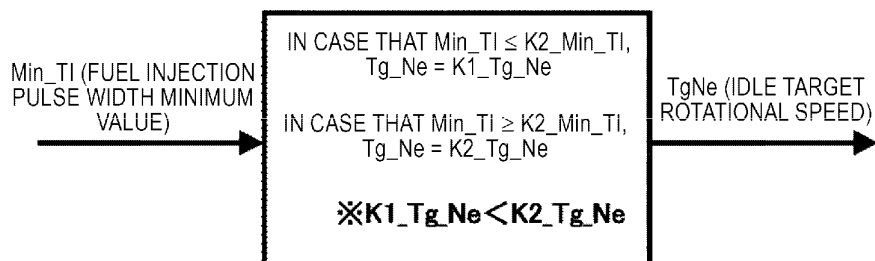 Min_TI (FUEL INJECTION
PULSE WIDTH MINIMUM
VALUE)
IN CASE THAT Min_TI ≤ K2_Min_TI,
Tg_Ne = K1_Tg_Ne
IN CASE THAT Min_TI ≥ K2_Min_TI,
Tg_Ne = K2_Tg_Ne
※K1_Tg_Ne＜K2_Tg_Ne
TgNe (IDLE TARGET
ROTATIONAL SPEED)